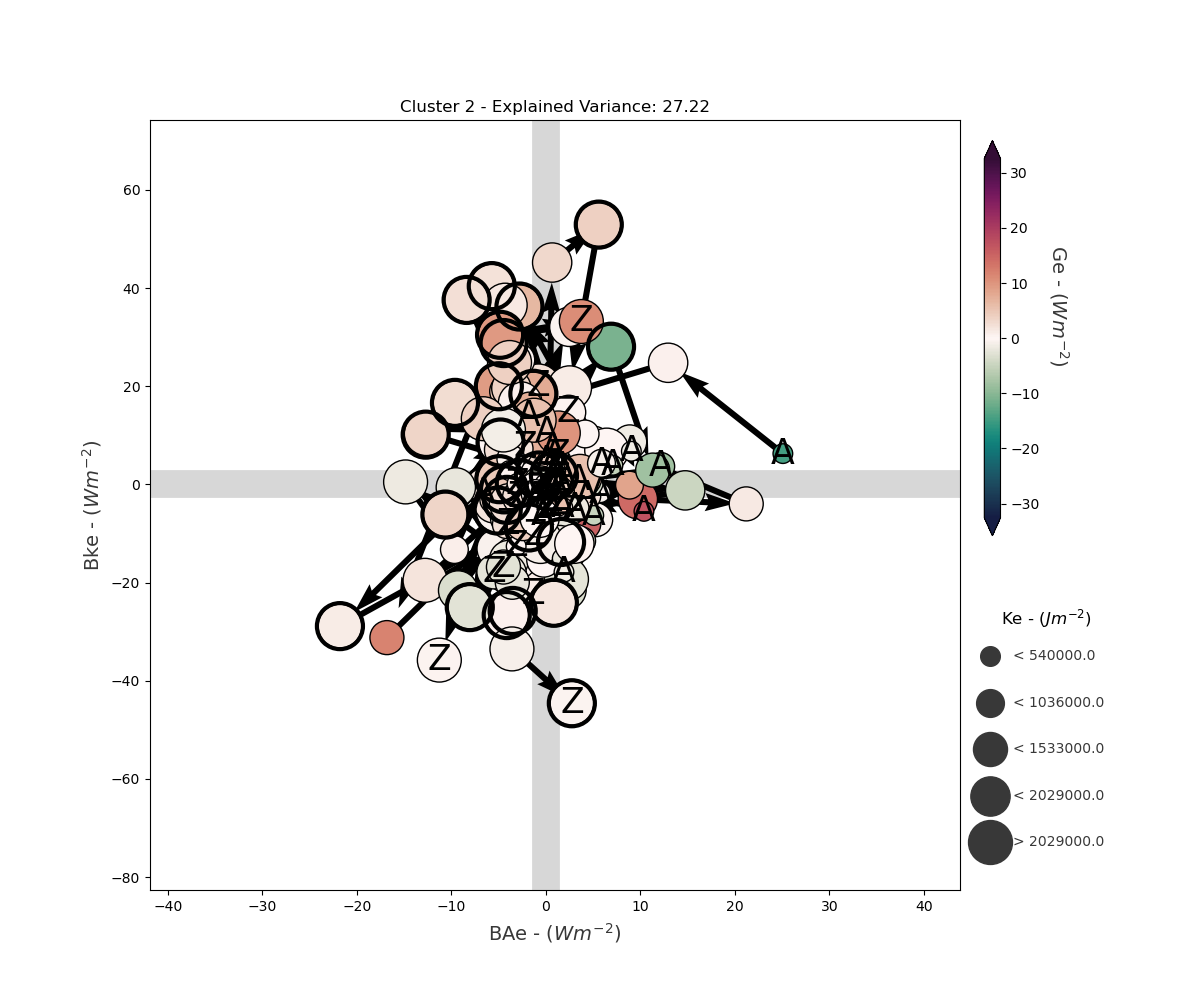 Cluster 2 - Explained Variance: 27.22
Bke - (Wm⁻²)
60
40
20
0
−20
−40
−60
−80
−40
−30
−20
−10
0
10
20
30
40
BAe - (Wm⁻²)
Z
Z
Z
Z
Z
Z
Z
A
A
A
A
A
A
A
30
20
10
0
−10
−20
−30
Ge - (Wm⁻²)
Ke - (Jm⁻²)
< 540000.0
< 1036000.0
< 1533000.0
< 2029000.0
> 2029000.0